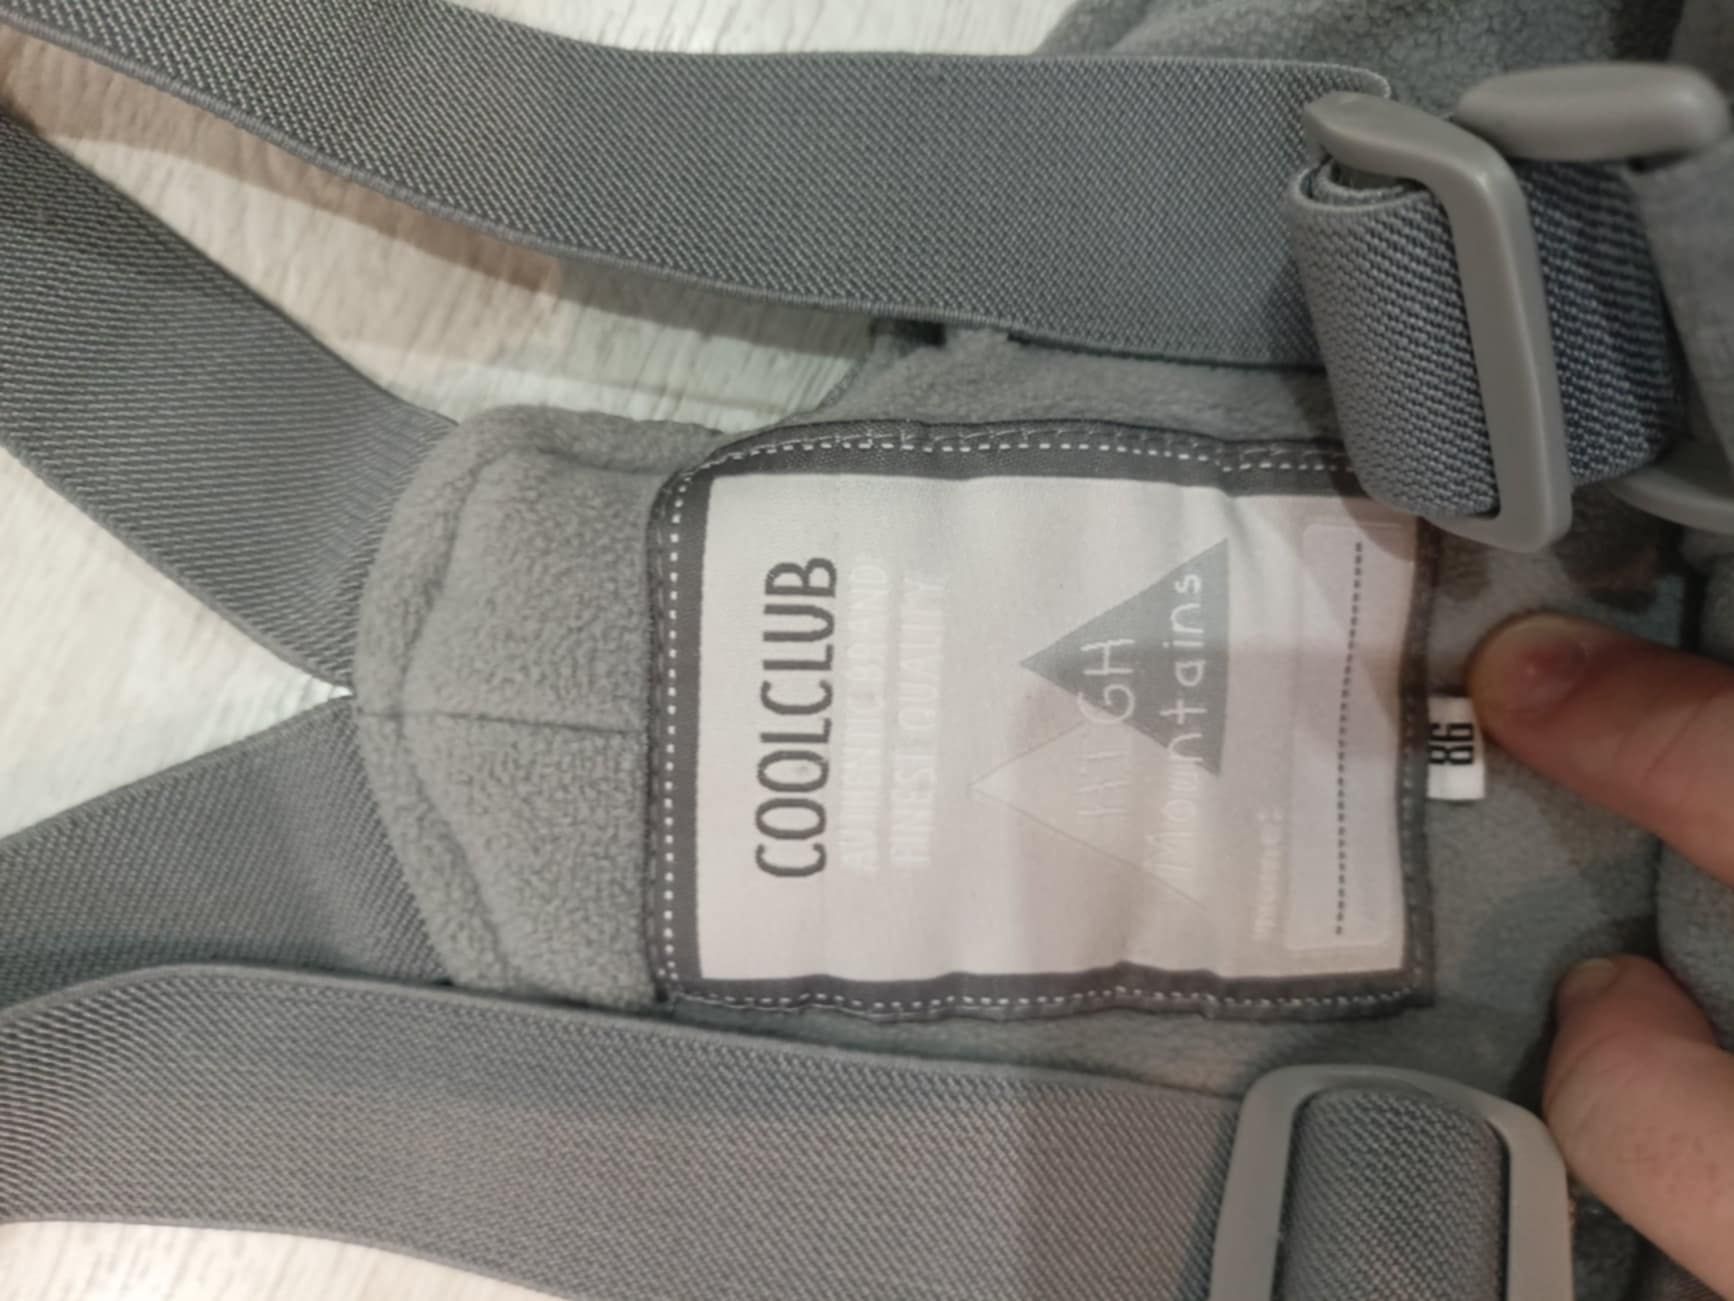 COOLCLUB
AUTHENTIC BRAND
FINEST QUALITY
HIGH
Mountains
name:
86